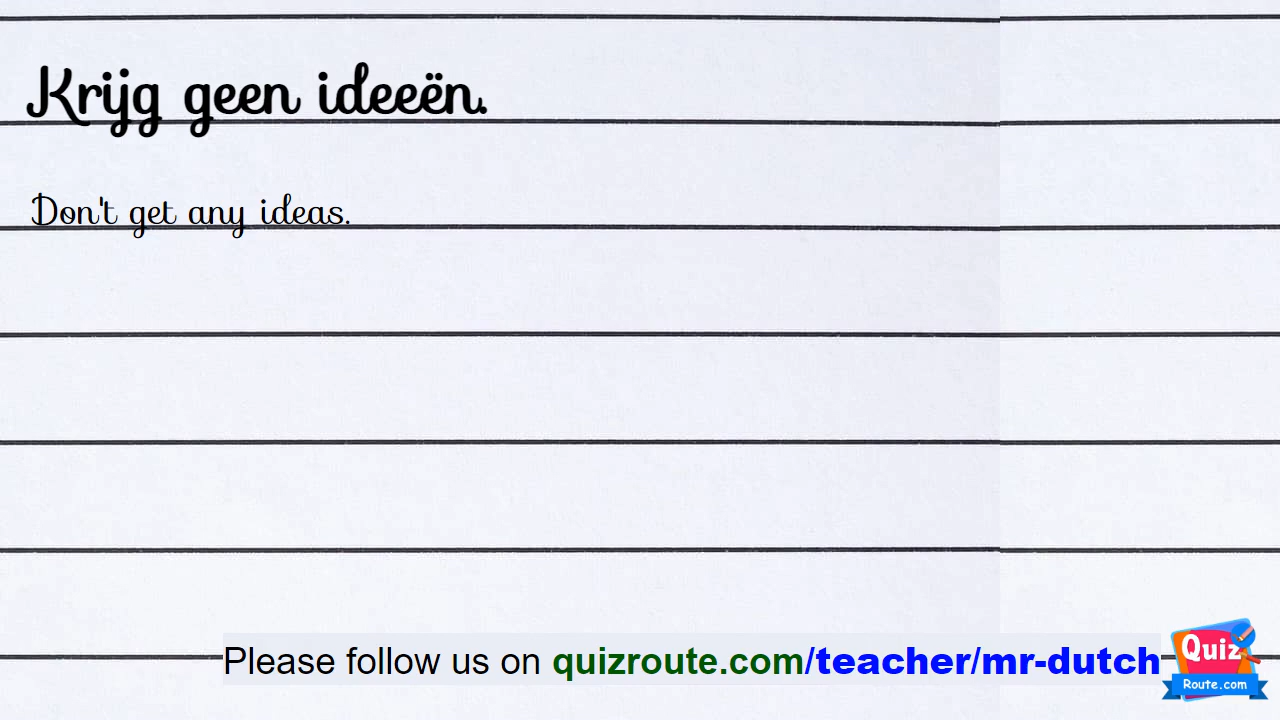 Krijg geen ideeën.
Don't get any ideas.
Please follow us on quizroute.com/teacher/mr-dutch
Quiz
Route.com